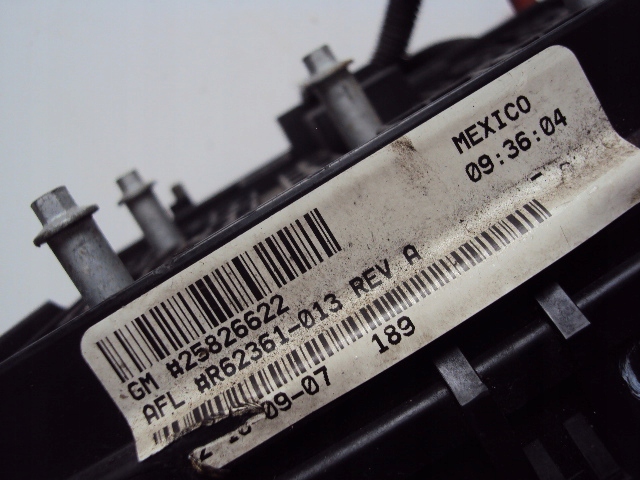 MEXICO
09:36:04
GM #25826622
AFL #R62361-013 REV A
09-07 189